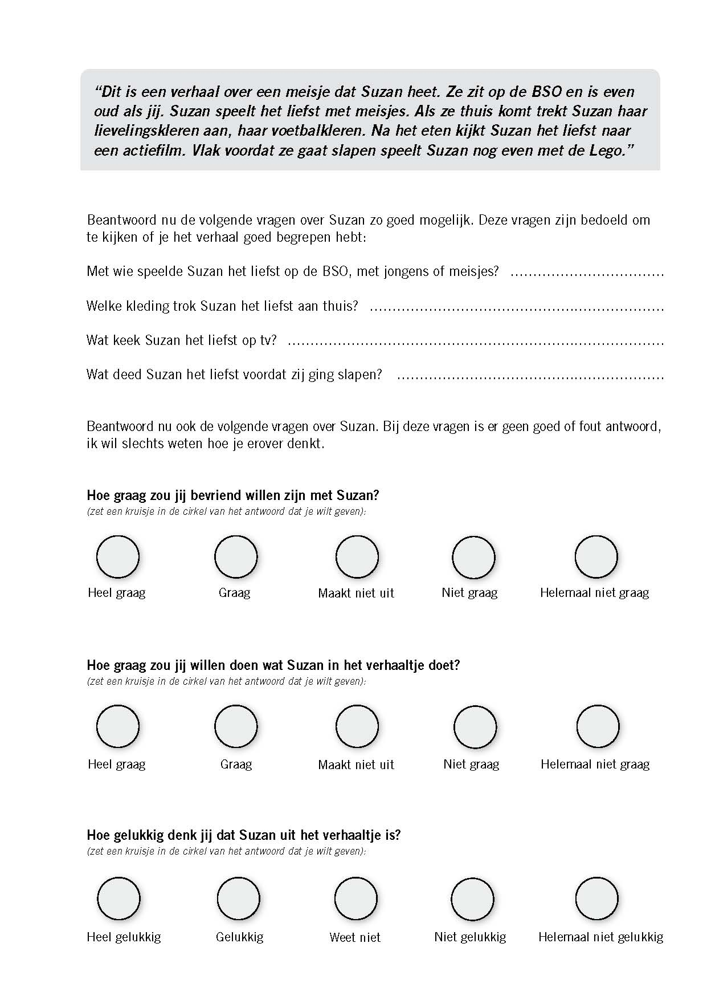 “Dit is een verhaal over een meisje dat Suzan heet. Ze zit op de BSO en is even
oud als jij. Suzan speelt het liefst met meisjes. Als ze thuis komt trekt Suzan haar
lievelingskleren aan, haar voetbalkleren. Na het eten kijkt Suzan het liefst naar
een actiefilm. Vlak voordat ze gaat slapen speelt Suzan nog even met de Lego.”
Beantwoord nu de volgende vragen over Suzan zo goed mogelijk. Deze vragen zijn bedoeld om
te kijken of je het verhaal goed begrepen hebt:
Met wie speelde Suzan het liefst op de BSO, met jongens of meisjes? ..................................
Welke kleding trok Suzan het liefst aan thuis? .................................................................
Wat keek Suzan het liefst op tv? ...................................................................................
Wat deed Suzan het liefst voordat zij ging slapen? ...........................................................
Beantwoord nu ook de volgende vragen over Suzan. Bij deze vragen is er geen goed of fout antwoord,
ik wil slechts weten hoe je erover denkt.
Hoe graag zou jij bevriend willen zijn met Suzan?
(zet een kruisje in de cirkel van het antwoord dat je wilt geven):
Heel graag Graag Maakt niet uit Niet graag Helemaal niet graag
Hoe graag zou jij willen doen wat Suzan in het verhaaltje doet?
(zet een kruisje in de cirkel van het antwoord dat je wilt geven):
Heel graag Graag Maakt niet uit Niet graag Helemaal niet graag
Hoe gelukkig denk jij dat Suzan uit het verhaaltje is?
(zet een kruisje in de cirkel van het antwoord dat je wilt geven):
Heel gelukkig Gelukkig Weet niet Niet gelukkig Helemaal niet gelukkig